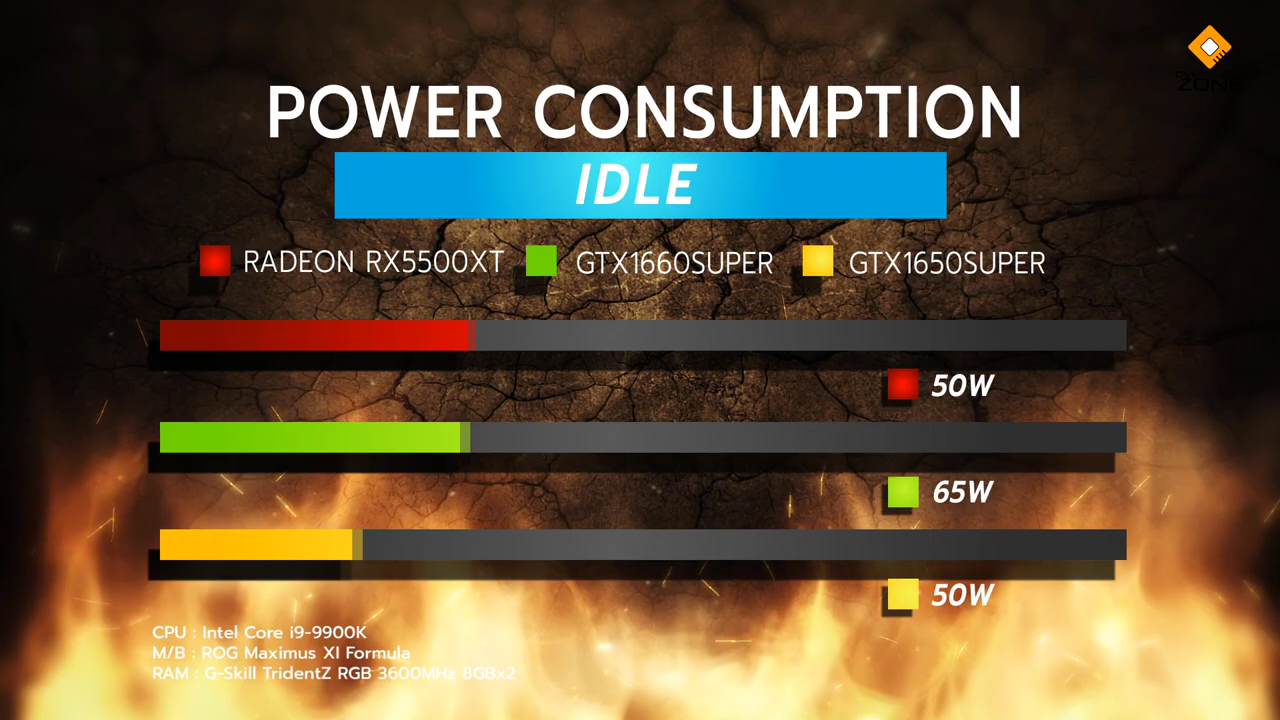 ZONE
POWER CONSUMPTION
IDLE
RADEON RX5500XT GTX1660SUPER GTX1650SUPER
50W
65W
50W
CPU : Intel Core i9-9900K
M/B : ROG Maximus XI Formula
RAM : G-Skill TridentZ RGB 3600MHz 8GBx2